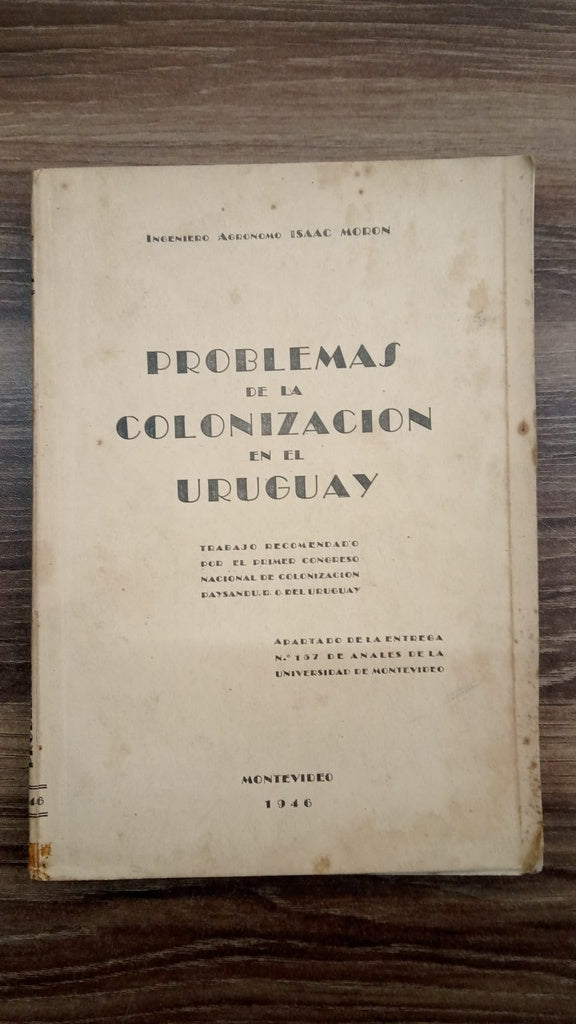 INGENIERO AGRONOMO ISAAC MORON
PROBLEMAS
DE LA
COLONIZACION
EN EL
URUGUAY
TRABAJO RECOMENDADO
POR EL PRIMER CONGRESO
NACIONAL DE COLONIZACION
PAYSANDU. R. O. DEL URUGUAY
APARTADO DE LA ENTREGA
N.º 157 DE ANALES DE LA
UNIVERSIDAD DE MONTEVIDEO
MONTEVIDEO
1946
46